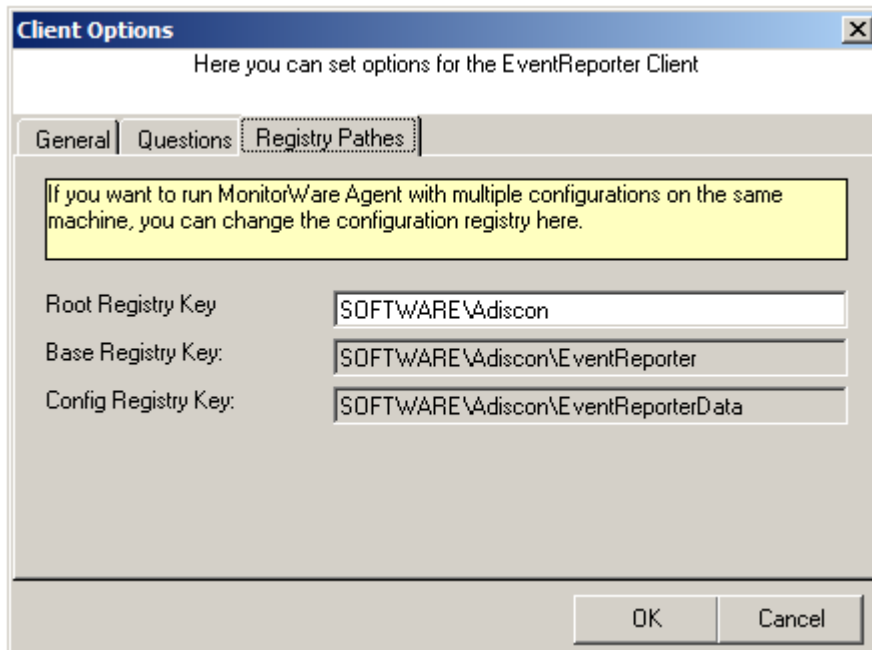 Client Options
Here you can set options for the EventReporter Client
General Questions Registry Pathes
If you want to run MonitorWare Agent with multiple configurations on the same
machine, you can change the configuration registry here.
Root Registry Key SOFTWARE\Adiscon
Base Registry Key: SOFTWARE\Adiscon\EventReporter
Config Registry Key: SOFTWARE\Adiscon\EventReporterData
OK Cancel